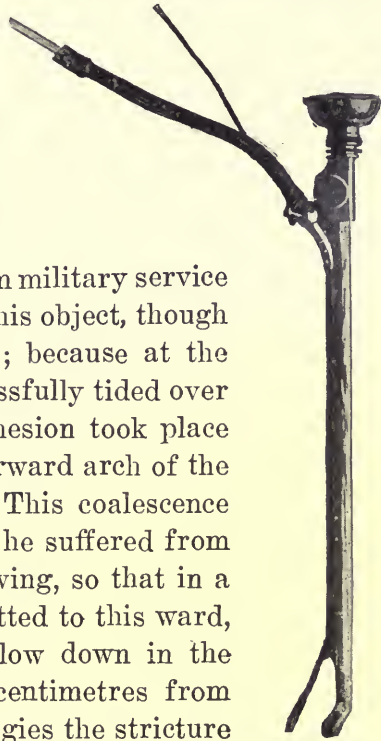 military service
his object, though
; because at the
ssfully tided over
esion took place
ward arch of the
This coalescence
he suffered from
ving, so that in a
tted to this ward,
low down in the
centimetres from
gies the stricture